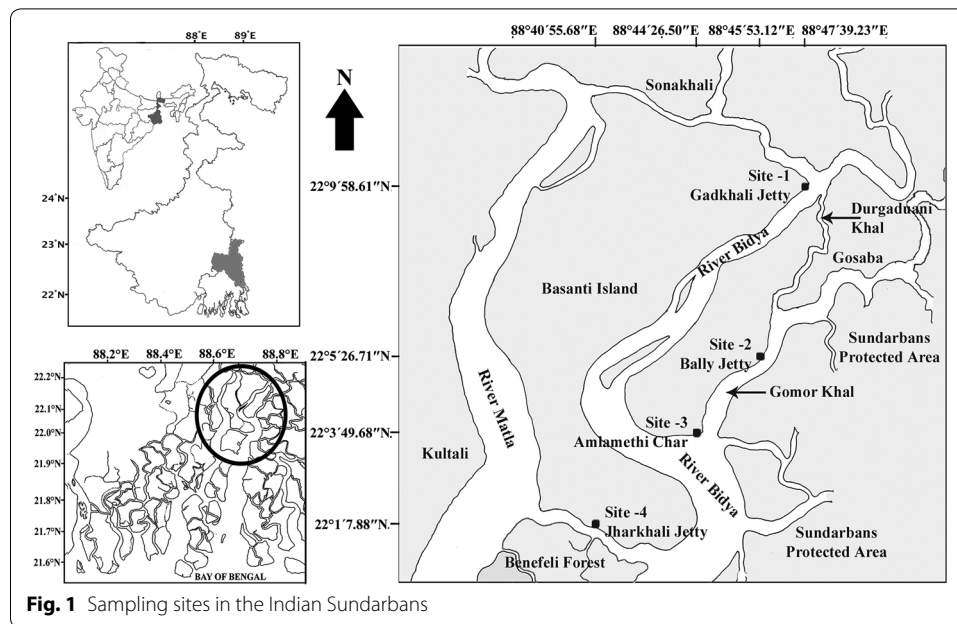 88°E 89°E
24°N
23°N
22°N
88.2°E 88.4°E 88.6°E 88.8°E
22.2°N
22.1°N
22.0°N
21.9°N
21.8°N
21.7°N
21.6°N
BAY OF BENGAL
N
88°40′55.68″E 88°44′26.50″E 88°45′53.12″E 88°47′39.23″E
22°9′58.61″N
22°5′26.71″N
22°3′49.68″N
22°1′7.88″N
Sonakhali
Site -1
Gadkhali Jetty
Durgaduani
Khal
River Bidya
Gosaba
Basanti Island
Site -2
Bally Jetty
Sundarbans
Protected Area
Gomor Khal
River Matla
Site -3
Amlamethi Char
Kultali
River Bidya
Site -4
Jharkhali Jetty
Sundarbans
Protected Area
Benefeli Forest
Fig. 1 Sampling sites in the Indian Sundarbans